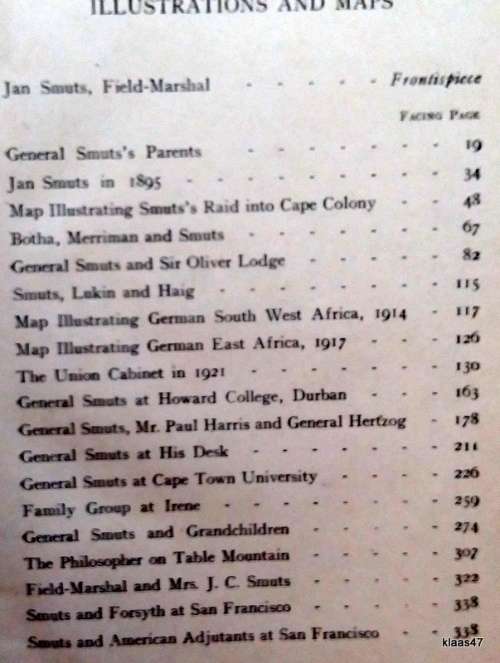 ILLUSTRATIONS AND MAPS
Jan Smuts, Field-Marshal - - - - - Frontispiece
FACING PAGE
General Smuts's Parents - - - - - - - 19
Jan Smuts in 1895 - - - - - - - - - 34
Map Illustrating Smuts's Raid into Cape Colony - - 48
Botha, Merriman and Smuts - - - - - - - 67
General Smuts and Sir Oliver Lodge - - - - - 82
Smuts, Lukin and Haig - - - - - - - - 115
Map Illustrating German South West Africa, 1914 - 117
Map Illustrating German East Africa, 1917 - - - 126
The Union Cabinet in 1921 - - - - - - - 130
General Smuts at Howard College, Durban - - - 163
General Smuts, Mr. Paul Harris and General Hertzog - 178
General Smuts at His Desk - - - - - - - 211
General Smuts at Cape Town University - - - - 226
Family Group at Irene - - - - - - - - 259
General Smuts and Grandchildren - - - - - 274
The Philosopher on Table Mountain - - - - - 307
Field-Marshal and Mrs. J. C. Smuts - - - - - 322
Smuts and Forsyth at San Francisco - - - - - 338
Smuts and American Adjutants at San Francisco - - 338
klaas47